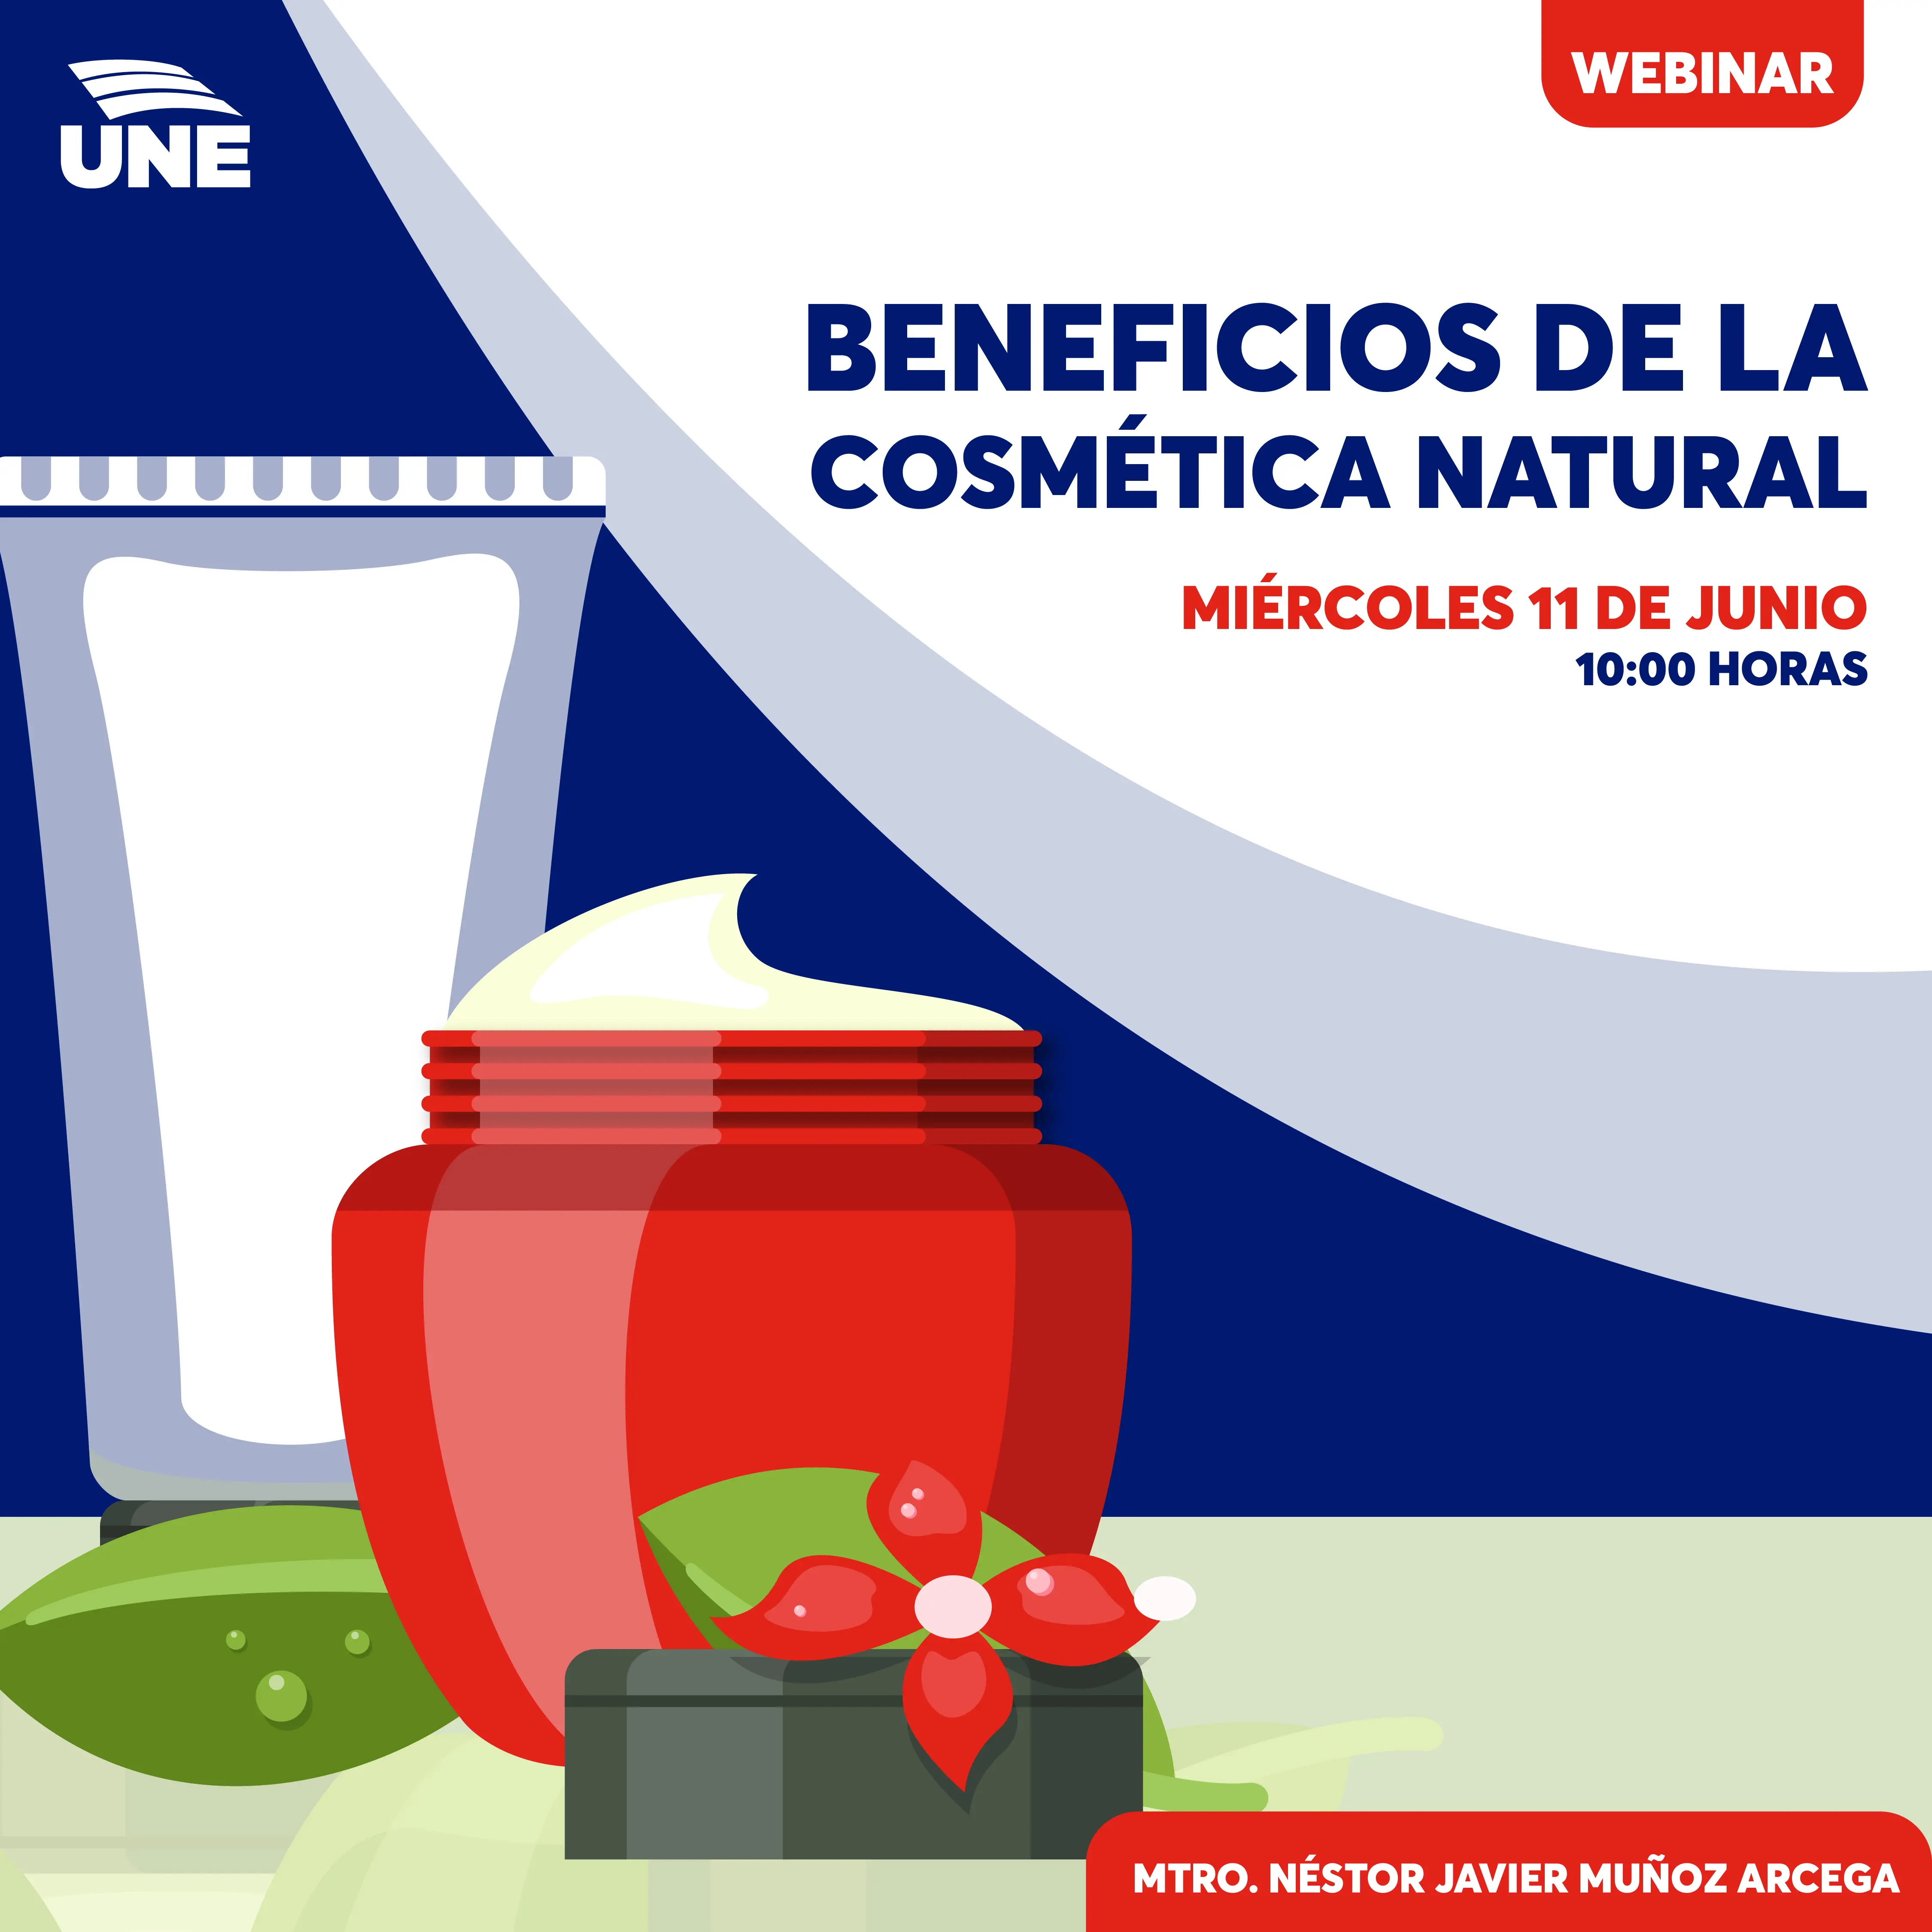 UNE
WEBINAR
BENEFICIOS DE LA
COSMÉTICA NATURAL
MIÉRCOLES 11 DE JUNIO
10:00 HORAS
MTRO. NÉSTOR JAVIER MUÑOZ ARCEGA